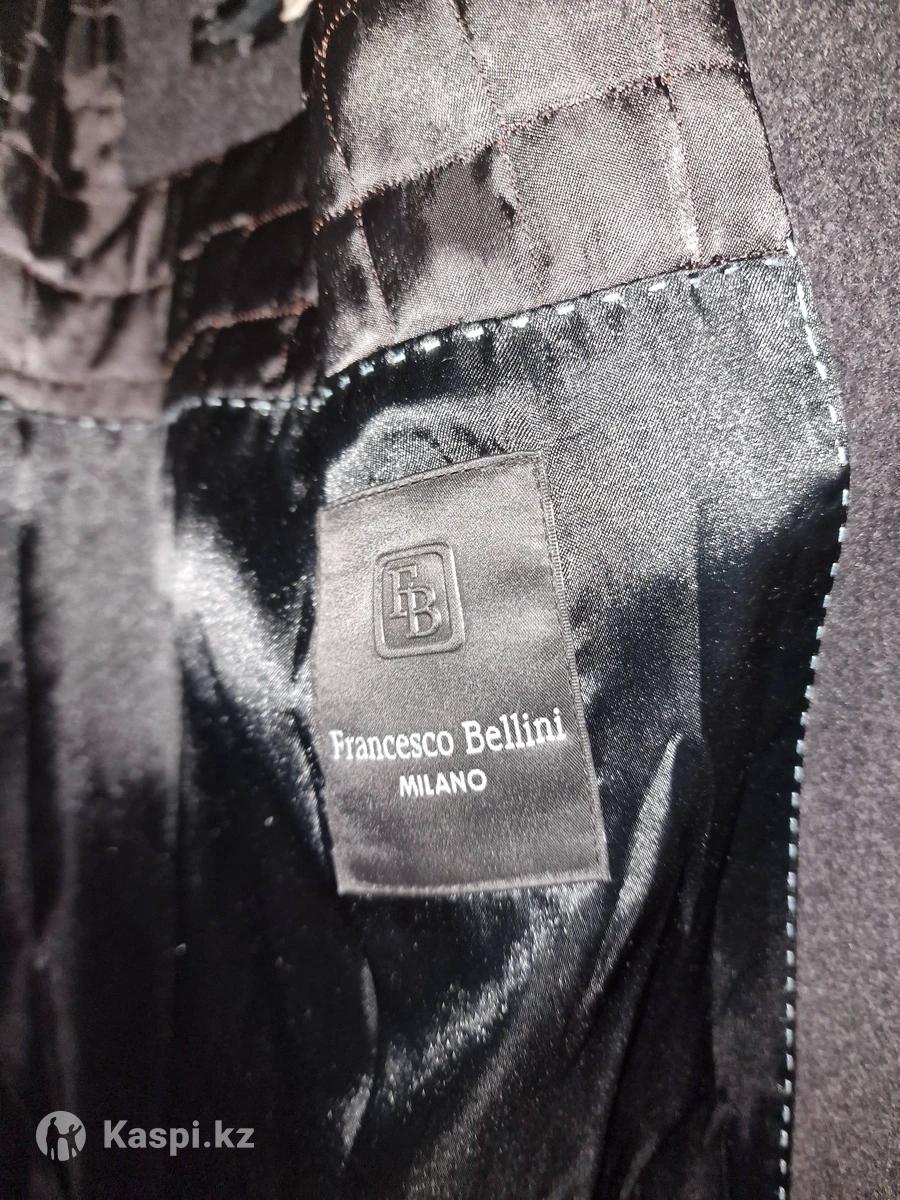 FB
Francesco Bellini
MILANO
Kaspi.kz